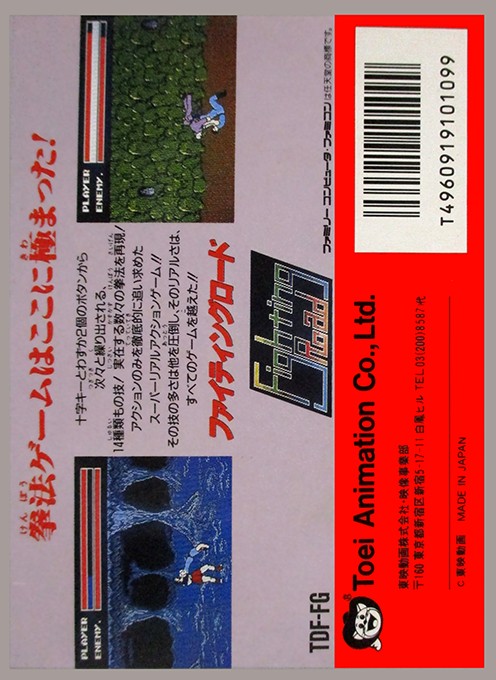 拳法ゲームはここに極まった!
けん ぽう きわ
PLAYER
ENEMY.
十字キーとわずか2個のボタンから
次々と繰り出される、
14種類もの技/実在する数々の拳法を再現/
アクションのみを徹底的に追い求めた
スーパーリアルアクションゲーム!!
その技の多さは他を圧倒し、そのリアルさは、
すべてのゲームを越えた!!
ファイティングロード
PLAYER
ENEMY.
Fighting
Road
TDF-FG
ファミリーコンピュータ・ファミコンは任天堂の商標です。
®
Toei Animation Co., Ltd.
東映動画株式会社・映像事業部
〒160 東京都新宿区新宿5-17-11 白鳳ビル TEL 03(200)8587 代
C 東映動画 MADE IN JAPAN
T4960919101099